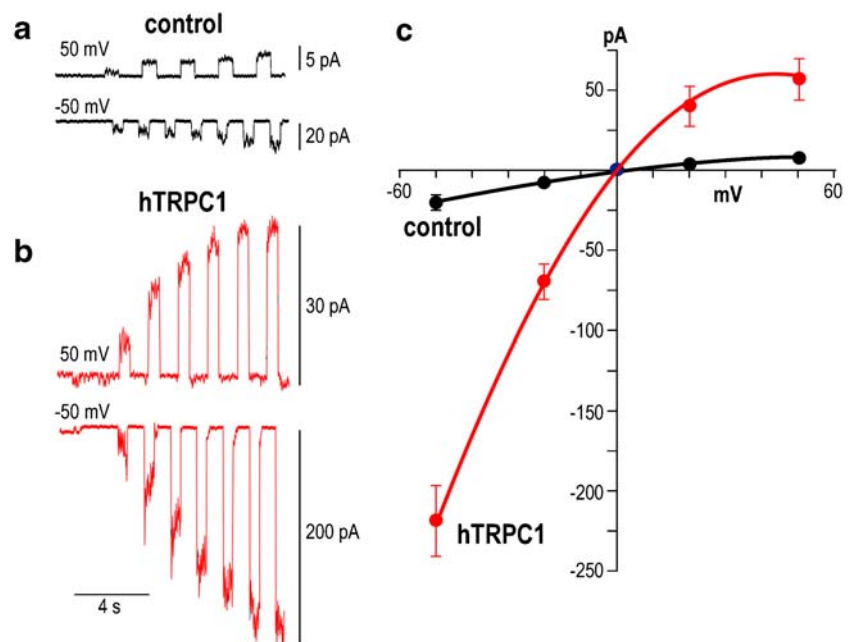 a
control
50 mV
5 pA
-50 mV
20 pA
hTRPC1
b
30 pA
50 mV
-50 mV
200 pA
4 s
c
pA
50
-60
mV
60
control
-50
-100
-150
-200
hTRPC1
-250